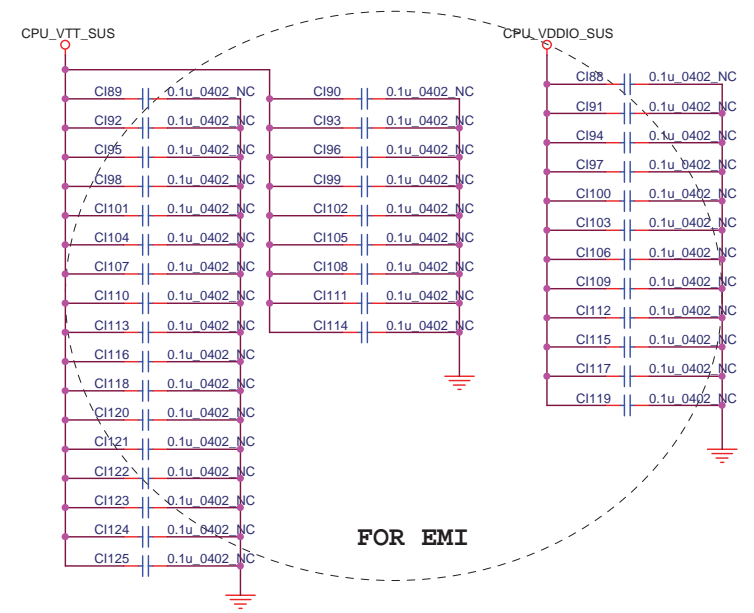 CPU_VTT_SUS
CPU_VDDIO_SUS
CI89 0.1u_0402_NC
CI92 0.1u_0402_NC
CI95 0.1u_0402_NC
CI98 0.1u_0402_NC
CI101 0.1u_0402_NC
CI104 0.1u_0402_NC
CI107 0.1u_0402_NC
CI110 0.1u_0402_NC
CI113 0.1u_0402_NC
CI116 0.1u_0402_NC
CI118 0.1u_0402_NC
CI120 0.1u_0402_NC
CI121 0.1u_0402_NC
CI122 0.1u_0402_NC
CI123 0.1u_0402_NC
CI124 0.1u_0402_NC
CI125 0.1u_0402_NC
CI90 0.1u_0402_NC
CI93 0.1u_0402_NC
CI96 0.1u_0402_NC
CI99 0.1u_0402_NC
CI102 0.1u_0402_NC
CI105 0.1u_0402_NC
CI108 0.1u_0402_NC
CI111 0.1u_0402_NC
CI114 0.1u_0402_NC
CI88 0.1u_0402_NC
CI91 0.1u_0402_NC
CI94 0.1u_0402_NC
CI97 0.1u_0402_NC
CI100 0.1u_0402_NC
CI103 0.1u_0402_NC
CI106 0.1u_0402_NC
CI109 0.1u_0402_NC
CI112 0.1u_0402_NC
CI115 0.1u_0402_NC
CI117 0.1u_0402_NC
CI119 0.1u_0402_NC
FOR EMI